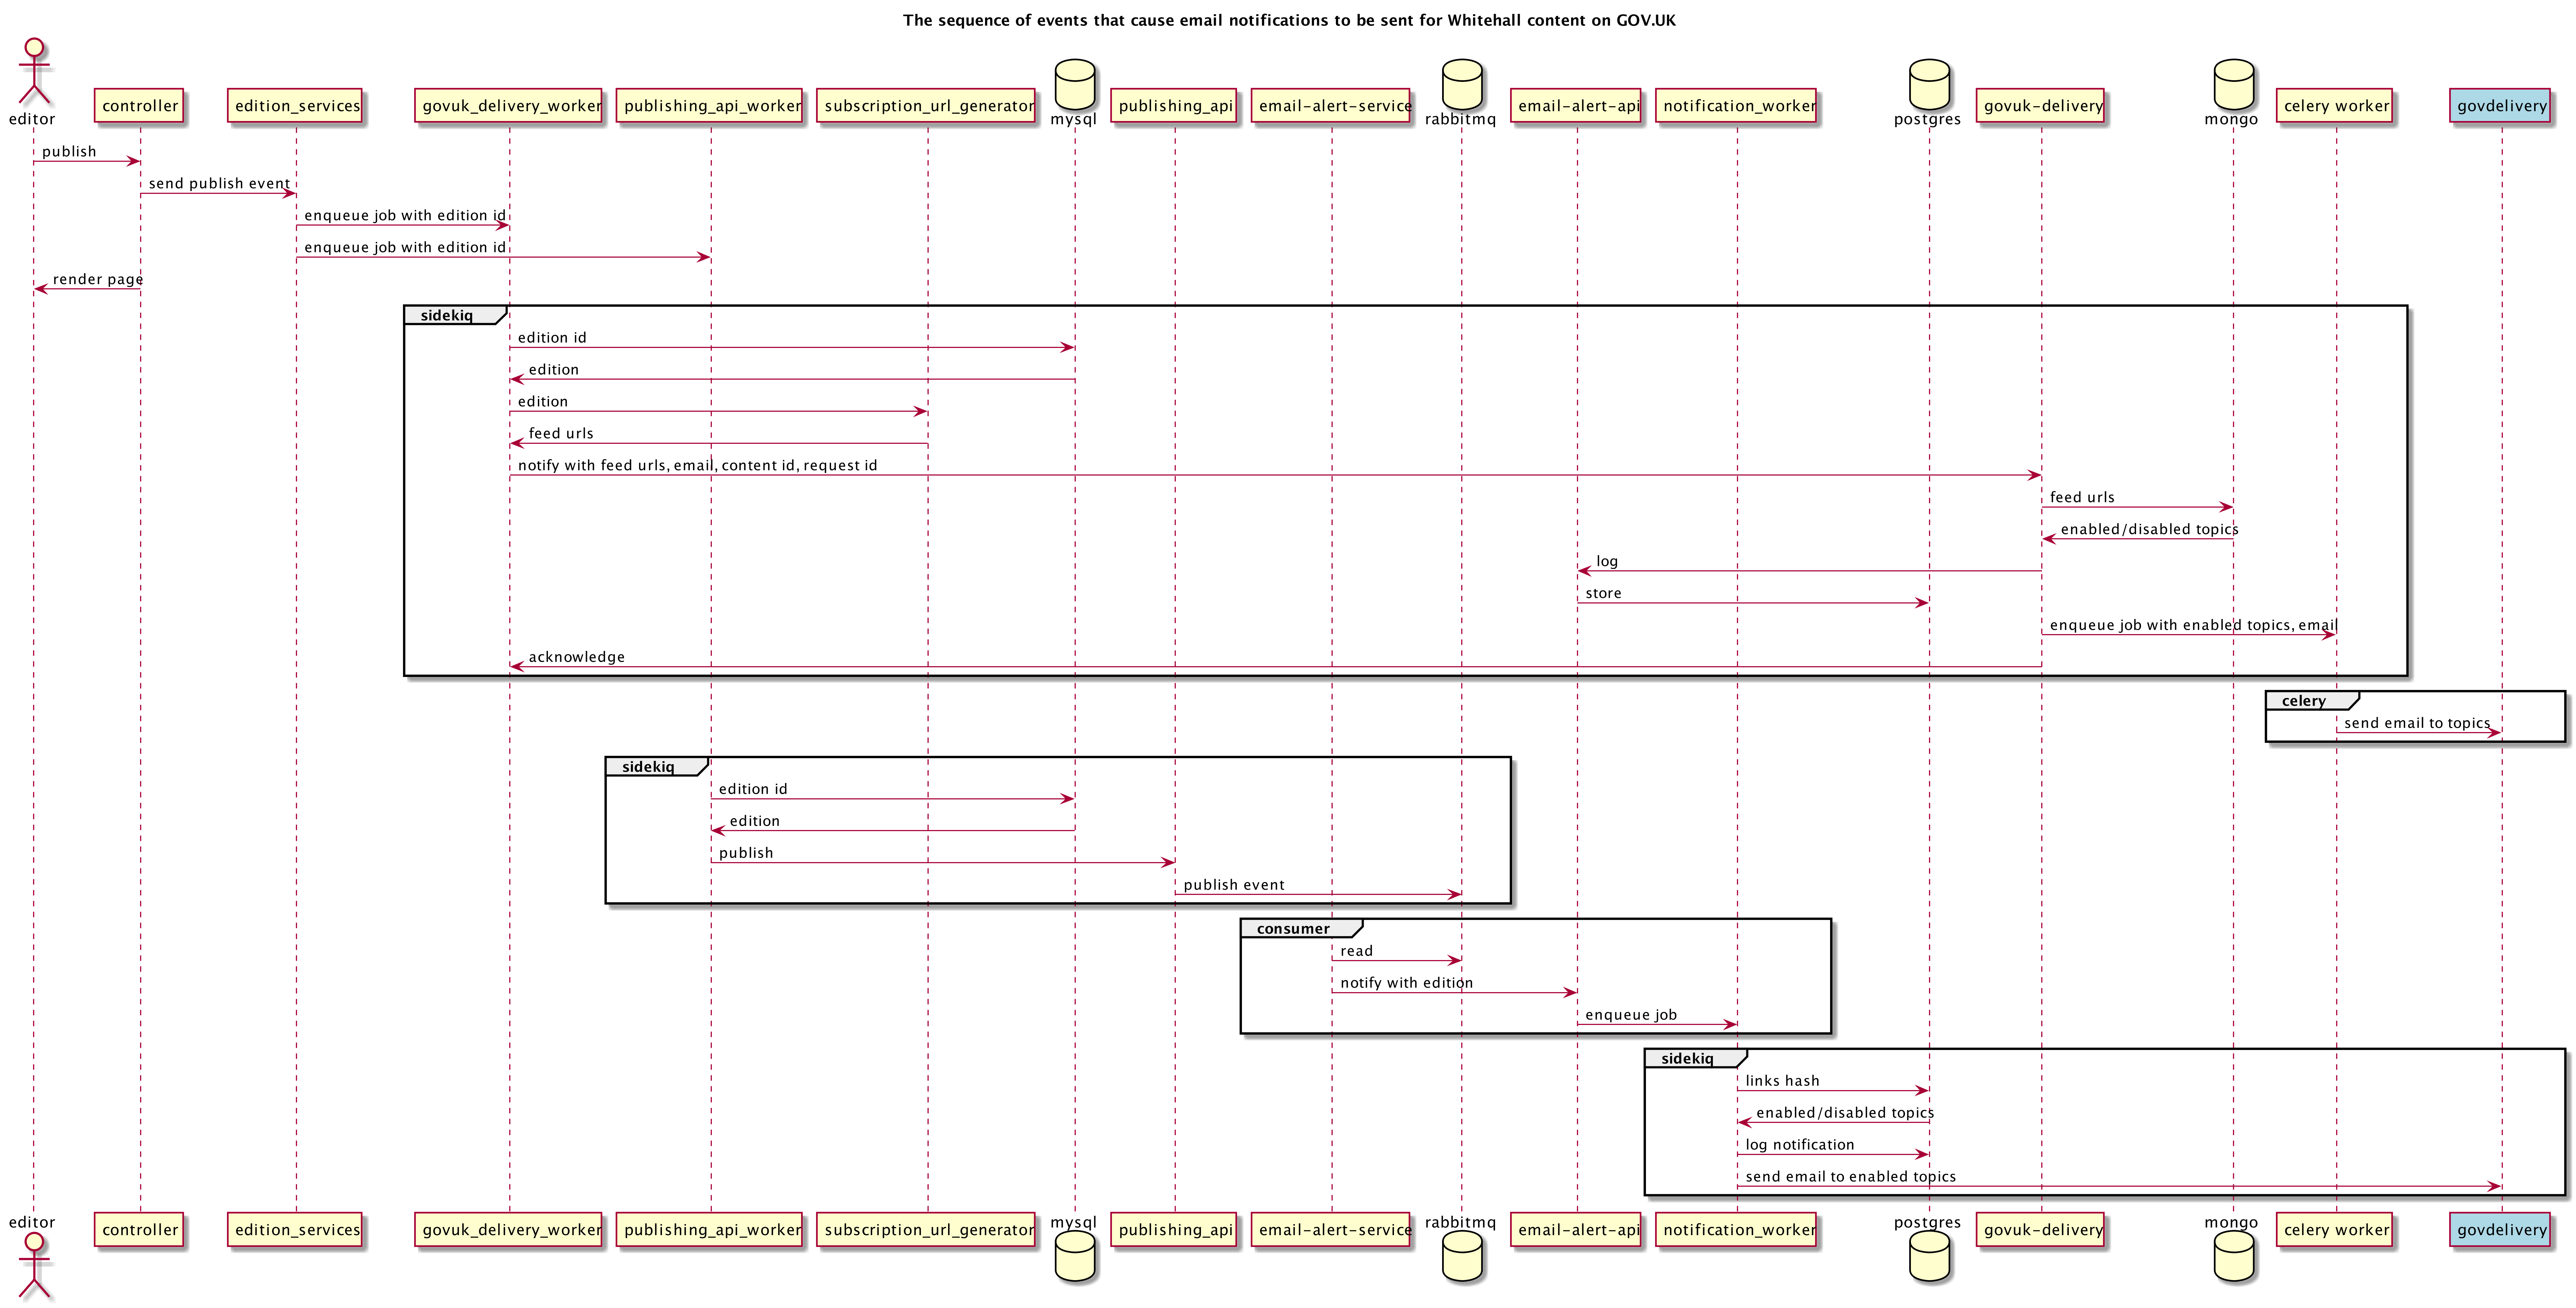 The sequence of events that cause email notifications to be sent for Whitehall content on GOV.UK
editor
controller
edition_services
govuk_delivery_worker
publishing_api_worker
subscription_url_generator
mysql
publishing_api
email-alert-service
rabbitmq
email-alert-api
notification_worker
postgres
govuk-delivery
mongo
celery worker
govdelivery
publish
send publish event
enqueue job with edition id
enqueue job with edition id
render page
sidekiq
edition id
edition
edition
feed urls
notify with feed urls, email, content id, request id
feed urls
enabled/disabled topics
log
store
enqueue job with enabled topics, email
acknowledge
celery
send email to topics
sidekiq
edition id
edition
publish
publish event
consumer
read
notify with edition
enqueue job
sidekiq
links hash
enabled/disabled topics
log notification
send email to enabled topics
editor
controller
edition_services
govuk_delivery_worker
publishing_api_worker
subscription_url_generator
mysql
publishing_api
email-alert-service
rabbitmq
email-alert-api
notification_worker
postgres
govuk-delivery
mongo
celery worker
govdelivery